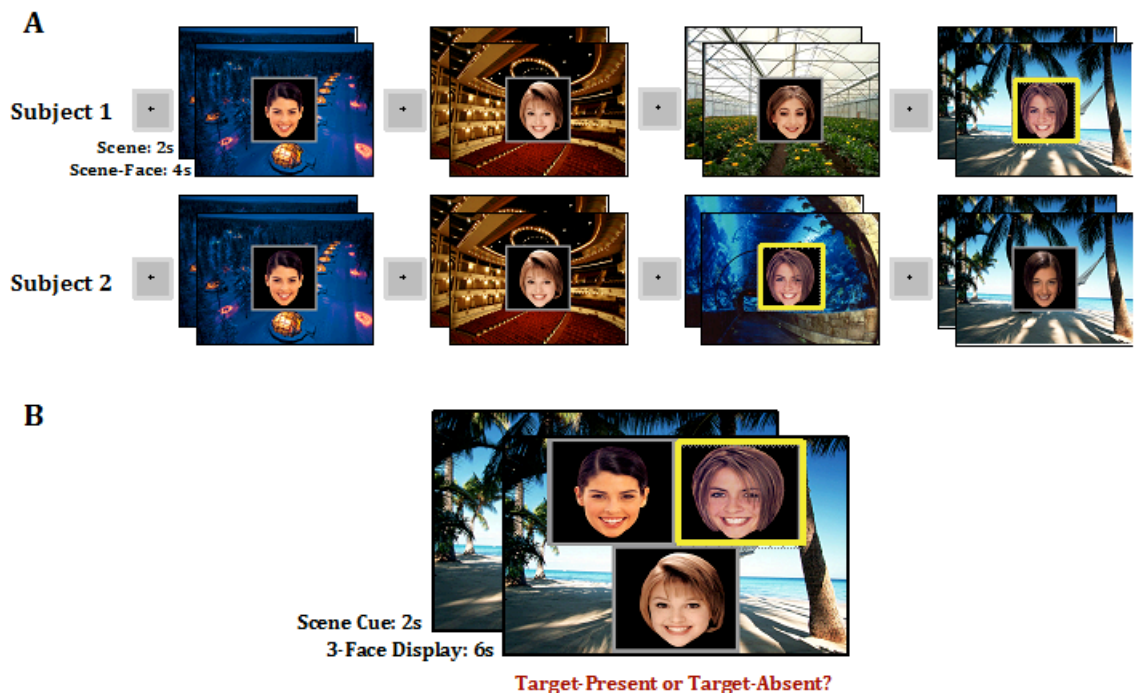 A
Subject 1
Scene: 2s
Scene-Face: 4s
Subject 2
B
Scene Cue: 2s
3-Face Display: 6s
Target-Present or Target-Absent?